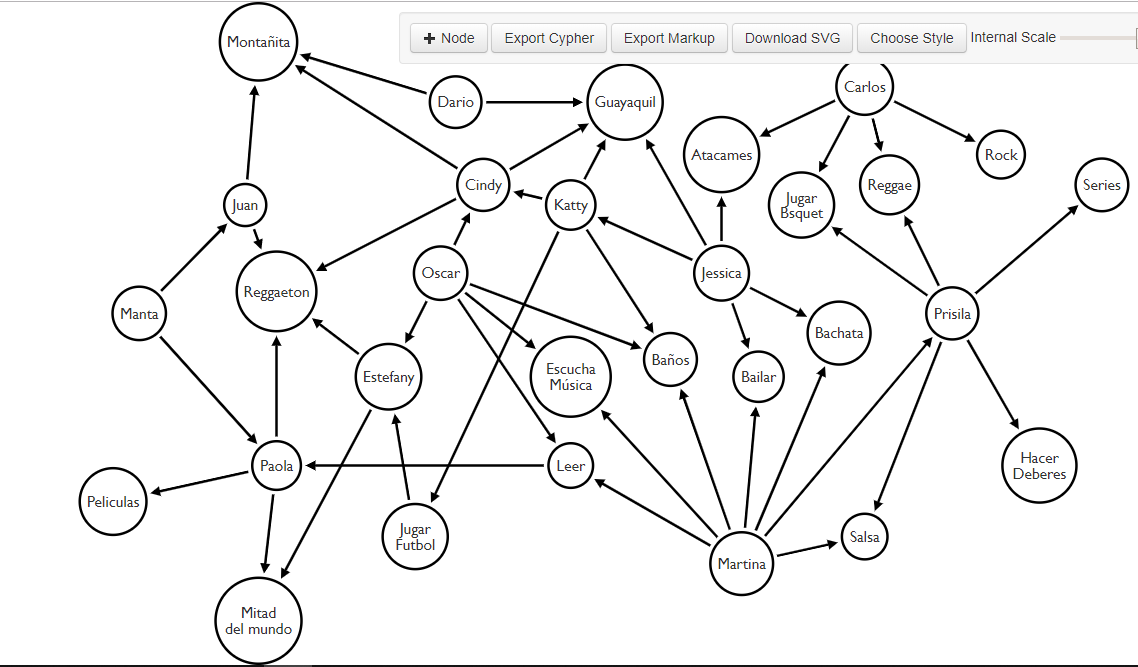 Node
Export Cypher
Export Markup
Download SVG
Choose Style
Internal Scale
Montañita
Dario
Guayaquil
Carlos
Atacames
Rock
Cindy
Jugar
Bsquet
Reggae
Series
Juan
Katty
Oscar
Jessica
Reggaeton
Manta
Prisila
Bachata
Estefany
Escucha
Música
Baños
Bailar
Paola
Leer
Hacer
Deberes
Peliculas
Jugar
Futbol
Salsa
Martina
Mitad
del mundo